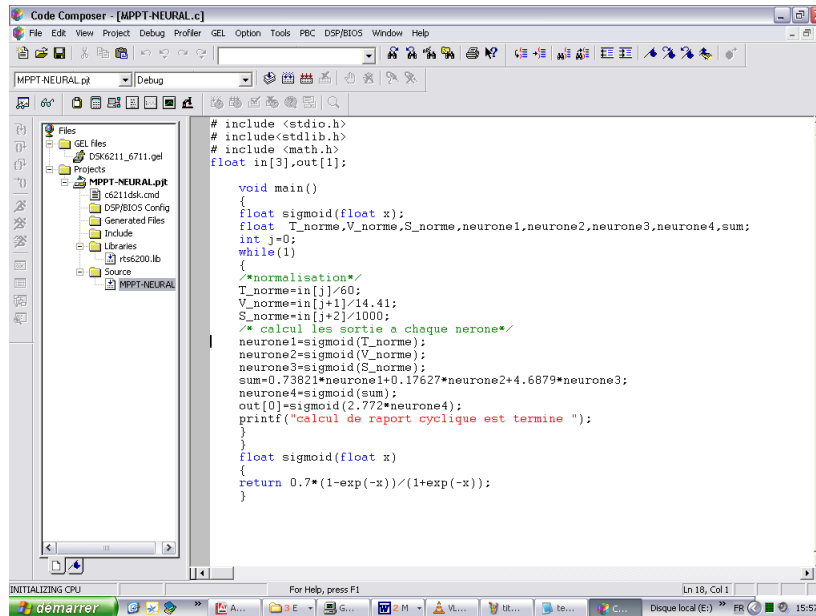 Code Composer - [MPPT-NEURAL.c]
File Edit View Project Debug Profiler GEL Option Tools PBC DSP/BIOS Window Help
MPPT-NEURAL.pjt Debug
Files
GEL files
DSK6211_6711.gel
Projects
MPPT-NEURAL.pjt
c6211dsk.cmd
DSP/BIOS Config
Generated Files
Include
Libraries
rts6200.lib
Source
MPPT-NEURAL
# include <stdio.h>
# include<stdlib.h>
# include <math.h>
float in[3],out[1];
void main()
{
float sigmoid(float x);
float T_norme,V_norme,S_norme,neurone1,neurone2,neurone3,neurone4,sum;
int j=0;
while(1)
{
/*normalisation*/
T_norme=in[j]/60;
V_norme=in[j+1]/14.41;
S_norme=in[j+2]/1000;
/* calcul les sortie a chaque nerone*/
neurone1=sigmoid(T_norme);
neurone2=sigmoid(V_norme);
neurone3=sigmoid(S_norme);
sum=0.73821*neurone1+0.17627*neurone2+4.6879*neurone3;
neurone4=sigmoid(sum);
out[0]=sigmoid(2.772*neurone4);
printf("calcul de raport cyclique est termine ");
}
}
float sigmoid(float x)
{
return 0.7*(1-exp(-x))/(1+exp(-x));
}
INITIALIZING CPU For Help, press F1 Ln 18, Col 1
démarrer » A... 3 E G... 2 M VL... tit... te... C... Disque local (E:) » FR 15:57